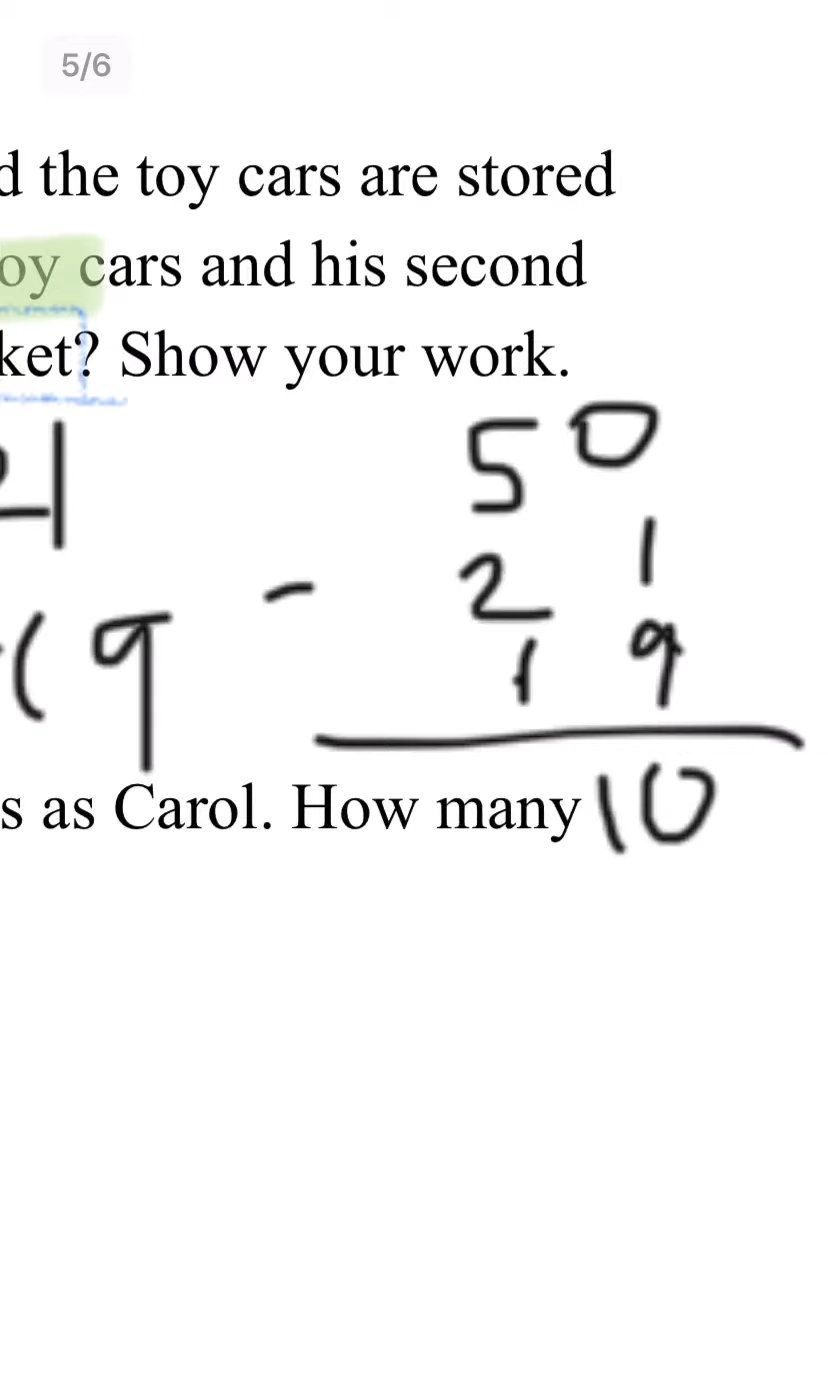 5/6
d the toy cars are stored
oy cars and his second
ket? Show your work.
50
- 21
19
19
s as Carol. How many 10